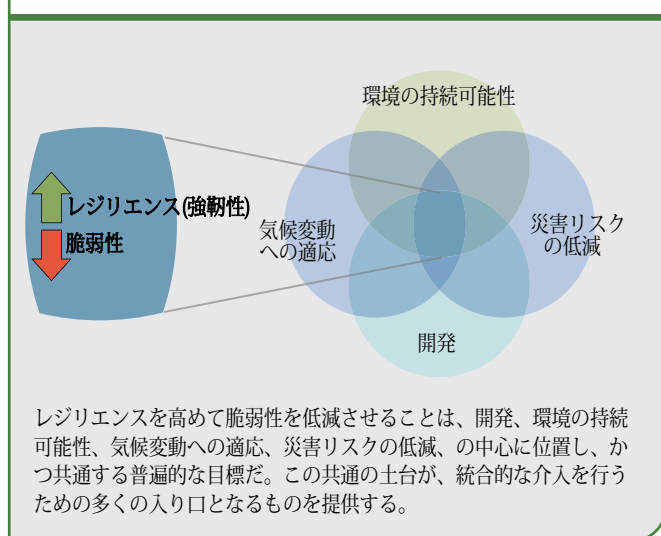 環境の持続可能性
レジリエンス(強靭性)
脆弱性
気候変動
への適応
災害リスク
の低減
開発
レジリエンスを高めて脆弱性を低減させることは、開発、環境の持続
可能性、気候変動への適応、災害リスクの低減、の中心に位置し、か
つ共通する普遍的な目標だ。この共通の土台が、統合的な介入を行う
ための多くの入り口となるものを提供する。